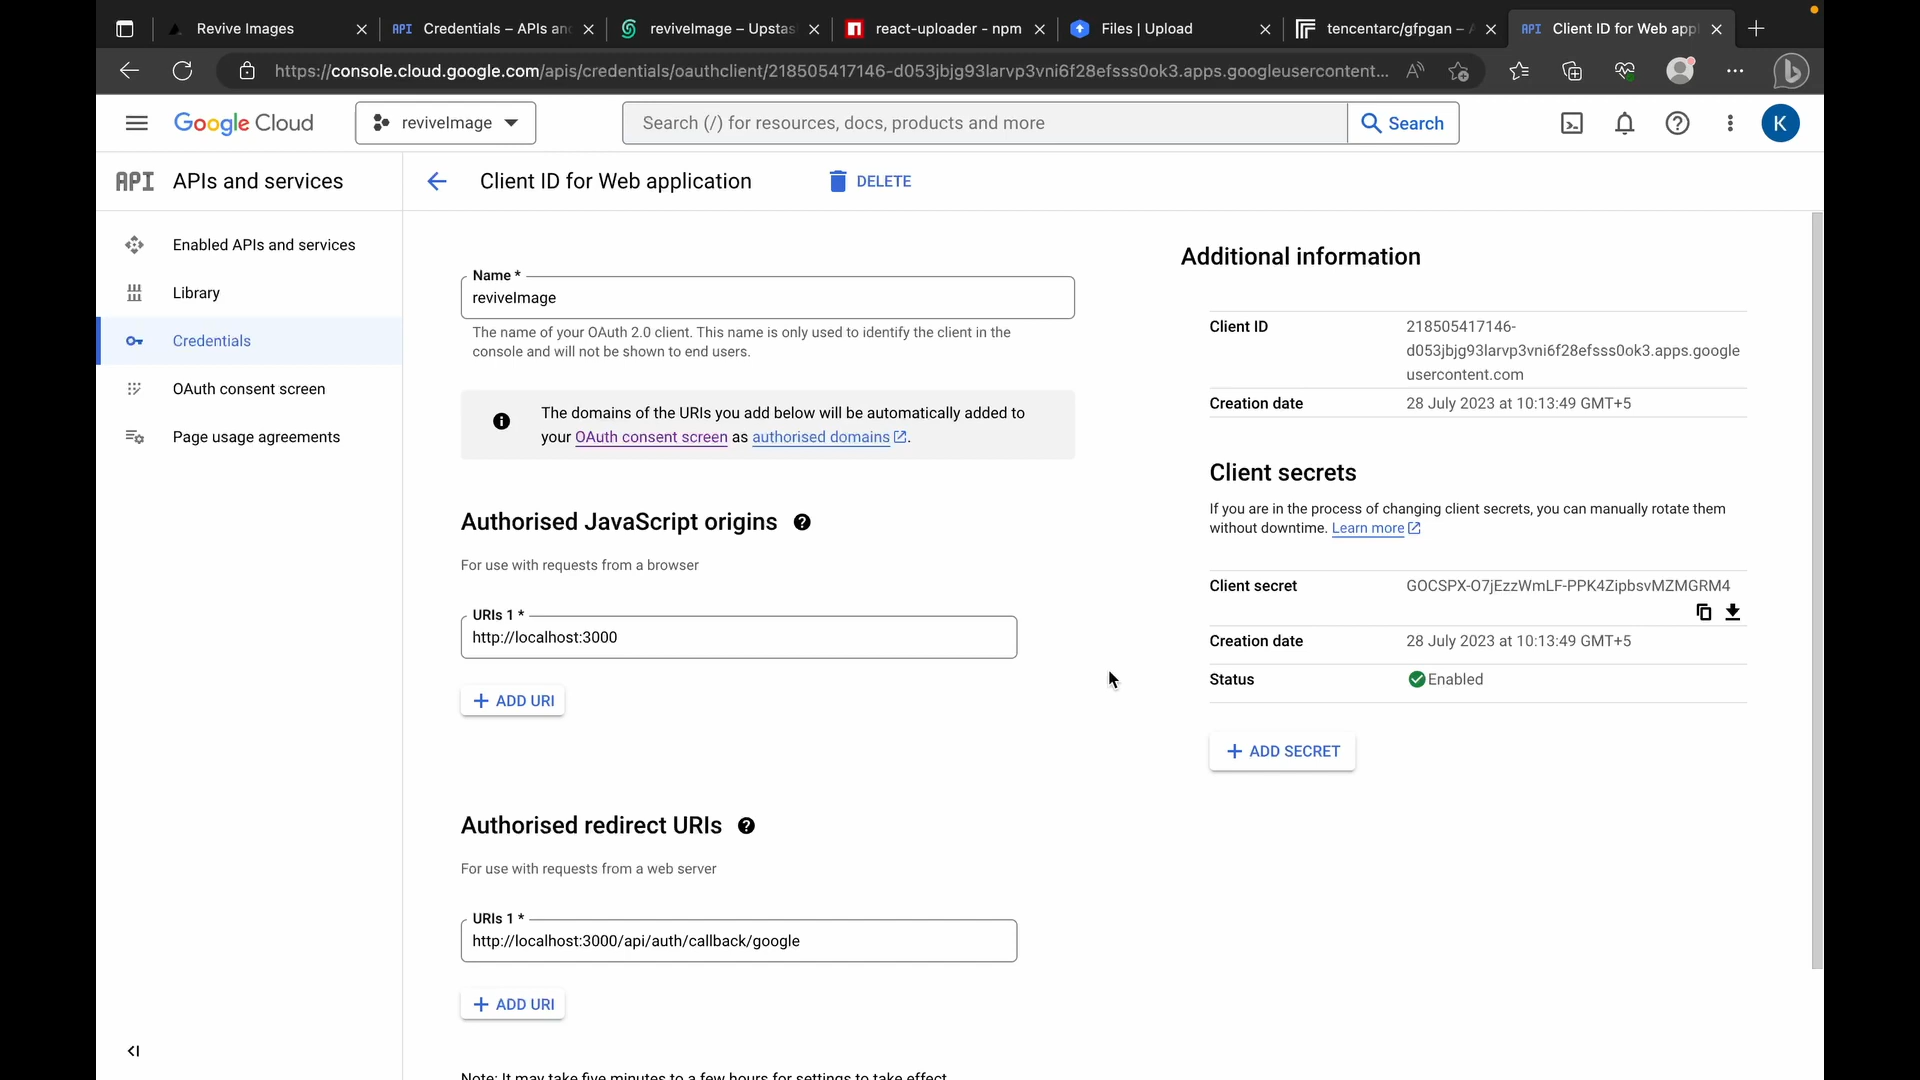 Revive Images
API Credentials – APIs and
reviveImage – Upstas
react-uploader - npm
Files | Upload
tencentarc/gfpgan –
API Client ID for Web appl
https://console.cloud.google.com/apis/credentials/oauthclient/218505417146-d053jbjg93larvp3vni6f28efsss0ok3.apps.googleusercontent...
Google Cloud
reviveImage
Search (/) for resources, docs, products and more
Search
K
API APIs and services
Client ID for Web application
DELETE
Enabled APIs and services
Library
Credentials
OAuth consent screen
Page usage agreements
Name *
reviveImage
The name of your OAuth 2.0 client. This name is only used to identify the client in the
console and will not be shown to end users.
The domains of the URIs you add below will be automatically added to
your OAuth consent screen as authorised domains.
Authorised JavaScript origins
For use with requests from a browser
URIs 1 *
http://localhost:3000
ADD URI
Authorised redirect URIs
For use with requests from a web server
URIs 1 *
http://localhost:3000/api/auth/callback/google
ADD URI
Note: It may take five minutes to a few hours for settings to take effect
Additional information
Client ID
218505417146-
d053jbjg93larvp3vni6f28efsss0ok3.apps.google
usercontent.com
Creation date
28 July 2023 at 10:13:49 GMT+5
Client secrets
If you are in the process of changing client secrets, you can manually rotate them
without downtime. Learn more
Client secret
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
Creation date
28 July 2023 at 10:13:49 GMT+5
Status
Enabled
ADD SECRET